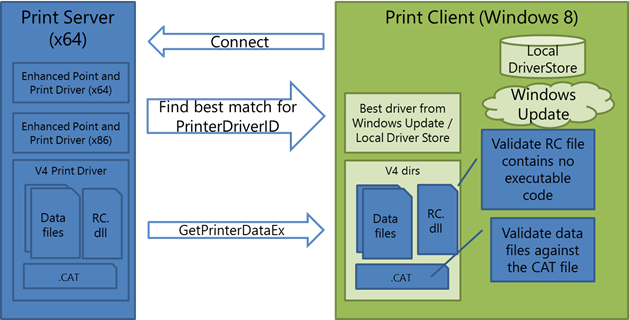 Print Server
(x64)
Enhanced Point and
Print Driver (x64)
Enhanced Point and
Print Driver (x86)
V4 Print Driver
Data
files
RC.
dll
.CAT
Connect
Find best match for
PrinterDriverID
GetPrinterDataEx
Print Client (Windows 8)
Local
DriverStore
Windows
Update
Best driver from
Windows Update /
Local Driver Store
V4 dirs
Data
files
RC.
dll
.CAT
Validate RC file
contains no
executable
code
Validate data
files against
the CAT file